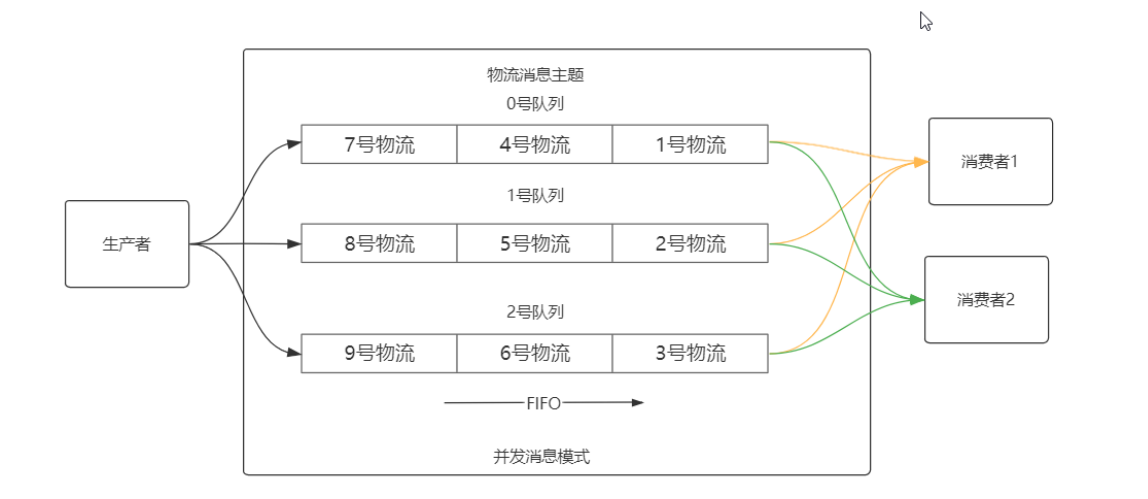 物流消息主题
0号队列
7号物流 4号物流 1号物流
消费者1
1号队列
生产者
8号物流 5号物流 2号物流
消费者2
2号队列
9号物流 6号物流 3号物流
FIFO
并发消息模式